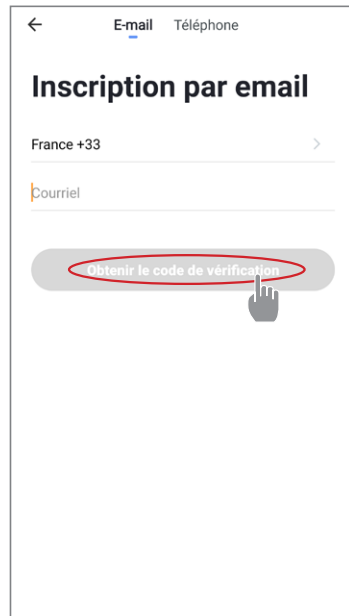 E-mail Téléphone
Inscription par email
France +33
Courriel
Obtenir le code de vérification